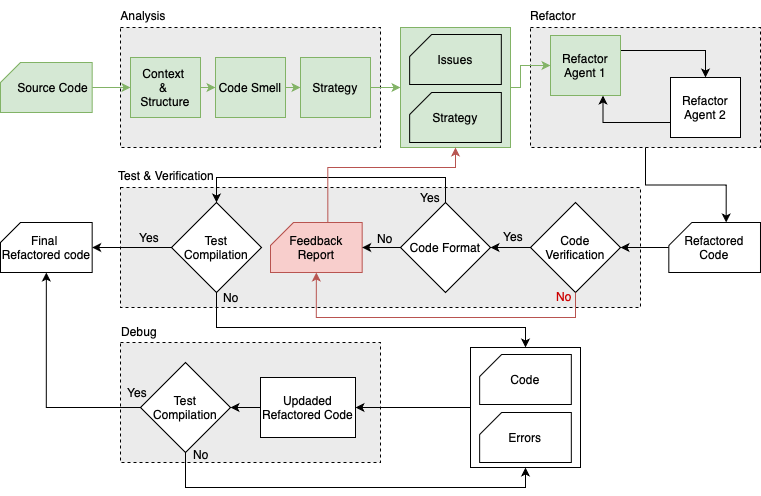 Analysis
Refactor
Source Code
Context
&
Structure
Code Smell
Strategy
Issues
Strategy
Refactor
Agent 1
Refactor
Agent 2
Test & Verification
Final
Refactored code
Yes
Test
Compilation
No
Feedback
Report
No
Yes
Code Format
Yes
Code
Verification
No
Refactored
Code
Debug
Yes
Test
Compilation
No
Updaded
Refactored Code
Code
Errors